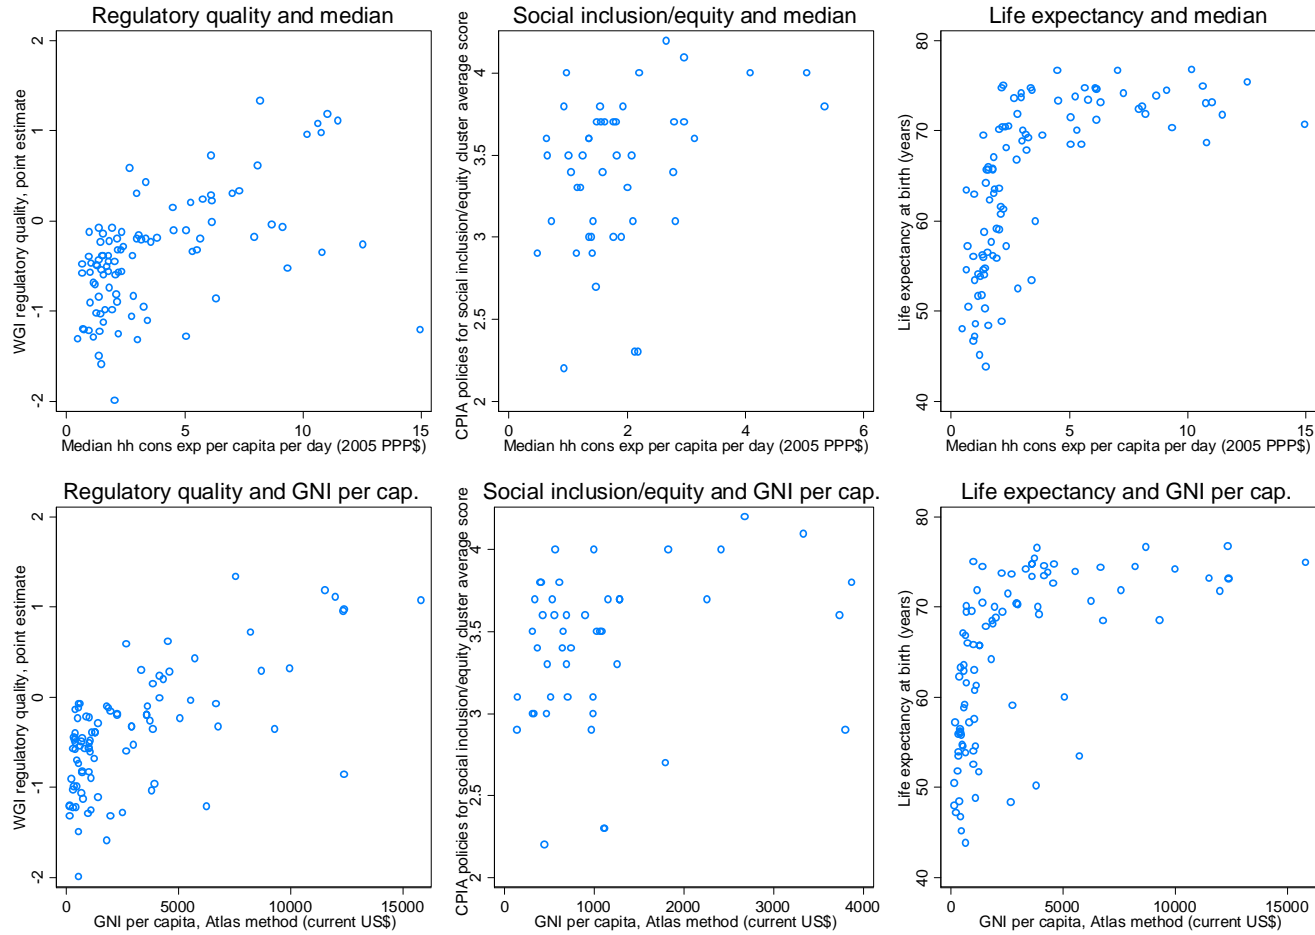 Regulatory quality and median
WGI regulatory quality, point estimate
2
1
0
-1
-2
0 5 10 15
Median hh cons exp per capita per day (2005 PPP$)
Social inclusion/equity and median
CPIA policies for social inclusion/equity cluster average score
4
3.5
3
2.5
2
0 2 4 6
Median hh cons exp per capita per day (2005 PPP$)
Life expectancy and median
Life expectancy at birth (years)
80
70
60
50
40
0 5 10 15
Median hh cons exp per capita per day (2005 PPP$)
Regulatory quality and GNI per cap.
WGI regulatory quality, point estimate
2
1
0
-1
-2
0 5000 10000 15000
GNI per capita, Atlas method (current US$)
Social inclusion/equity and GNI per cap.
CPIA policies for social inclusion/equity cluster average score
4
3.5
3
2.5
2
0 1000 2000 3000 4000
GNI per capita, Atlas method (current US$)
Life expectancy and GNI per cap.
Life expectancy at birth (years)
80
70
60
50
40
0 5000 10000 15000
GNI per capita, Atlas method (current US$)